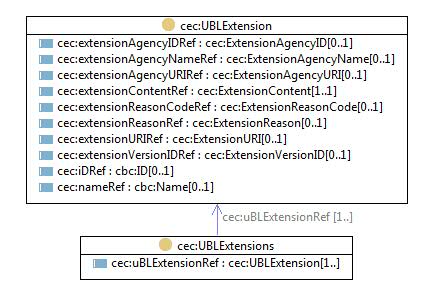 cec:UBLExtension
cec:extensionAgencyIDRef : cec:ExtensionAgencyID[0..1]
cec:extensionAgencyNameRef : cec:ExtensionAgencyName[0..1]
cec:extensionAgencyURIRef : cec:ExtensionAgencyURI[0..1]
cec:extensionContentRef : cec:ExtensionContent[1..1]
cec:extensionReasonCodeRef : cec:ExtensionReasonCode[0..1]
cec:extensionReasonRef : cec:ExtensionReason[0..1]
cec:extensionURIRef : cec:ExtensionURI[0..1]
cec:extensionVersionIDRef : cec:ExtensionVersionID[0..1]
cec:iDRef : cbc:ID[0..1]
cec:nameRef : cbc:Name[0..1]
cec:uBLExtensionRef [1..]
cec:UBLExtensions
cec:uBLExtensionRef : cec:UBLExtension[1..]